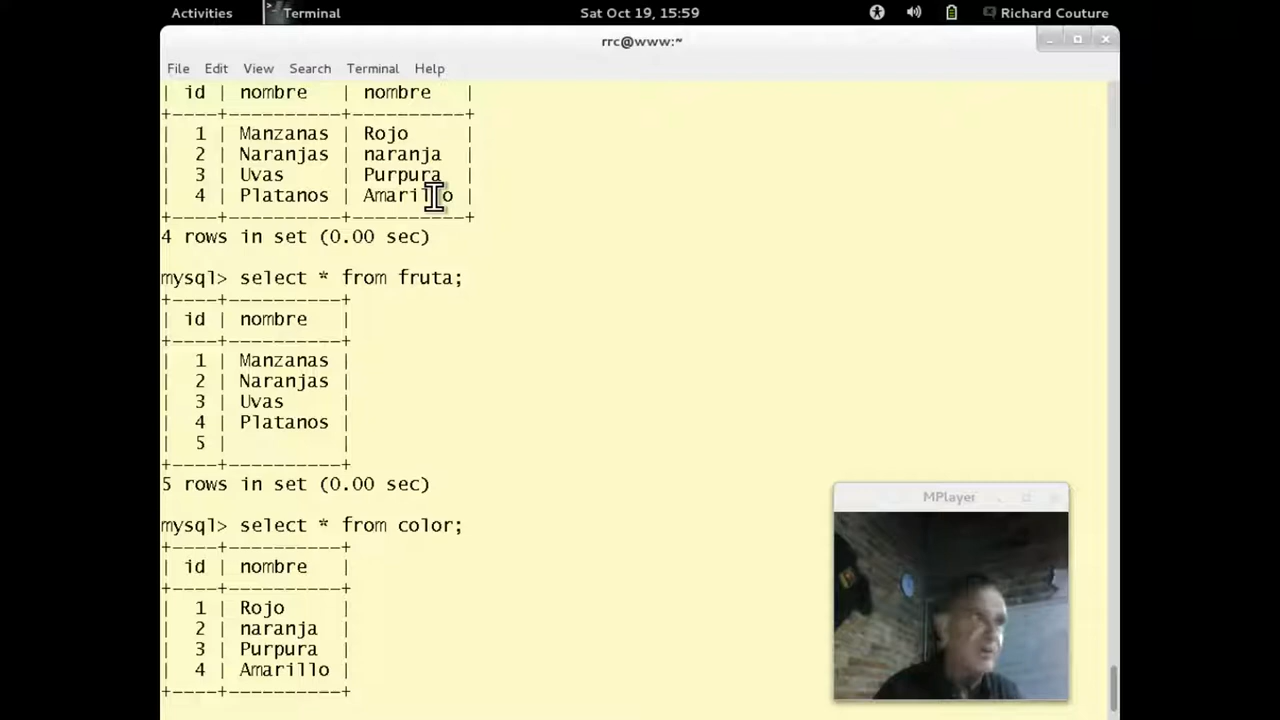 Activities Terminal Sat Oct 19, 15:59 Richard Couture
rrc@www:~
File Edit View Search Terminal Help
| id | nombre | nombre |
+----+----------+----------+
| 1 | Manzanas | Rojo |
| 2 | Naranjas | naranja |
| 3 | Uvas | Purpura |
| 4 | Platanos | Amarillo |
+----+----------+----------+
4 rows in set (0.00 sec)
mysql> select * from fruta;
+----+----------+
| id | nombre |
+----+----------+
| 1 | Manzanas |
| 2 | Naranjas |
| 3 | Uvas |
| 4 | Platanos |
| 5 | |
+----+----------+
5 rows in set (0.00 sec)
mysql> select * from color;
+----+----------+
| id | nombre |
+----+----------+
| 1 | Rojo |
| 2 | naranja |
| 3 | Purpura |
| 4 | Amarillo |
+----+----------+
MPlayer